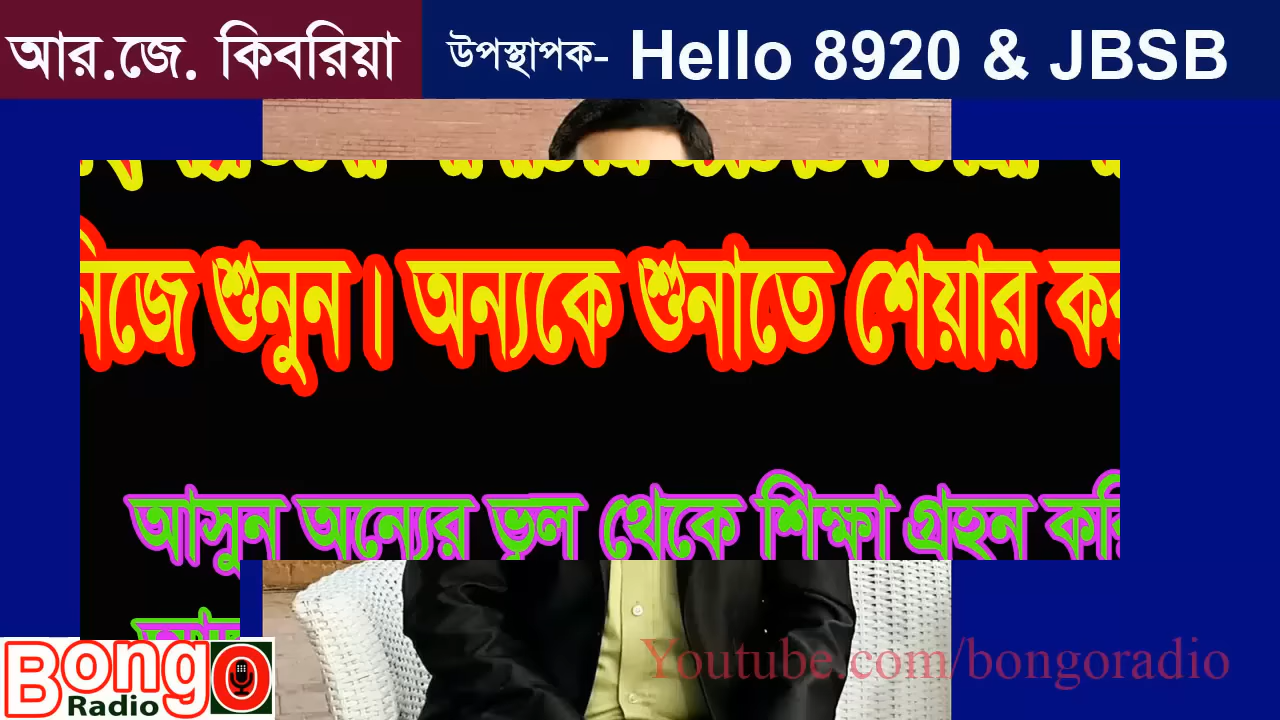 আর.জে. কিবরিয়া উপস্থাপক- Hello 8920 & JBSB
নিজে শুনুন। অন্যকে শুনাতে শেয়ার
আসুন অন্যের ভুল থেকে শিক্ষা গ্রহন করি
Bongo
Radio
Youtube.com/bongoradio